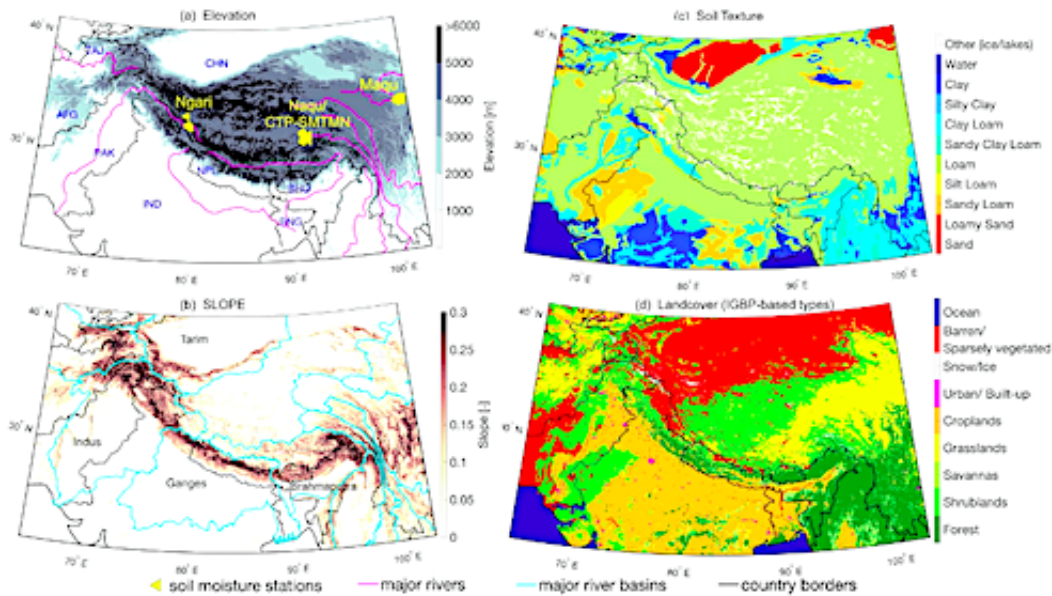 (a) Elevation
40° N
30° N
TAJ
AFG
PAK
IND
CHN
NPL
BHU
BNG
Ngari
Naqu/
CTP-SMTMN
Maqu
70° E
80° E
90° E
100° E
>6000
5000
4000
3000
2000
1000
Elevation [m]
(c) Soil Texture
40° N
30° N
70° E
80° E
90° E
100° E
Other (ice/lakes)
Water
Clay
Silty Clay
Clay Loam
Sandy Clay Loam
Loam
Silt Loam
Sandy Loam
Loamy Sand
Sand
(b) SLOPE
40° N
30° N
Tarim
Indus
Ganges
Brahmaputra
70° E
80° E
90° E
100° E
0.3
0.25
0.2
0.15
0.1
0.05
0
Slope [-]
(d) Landcover (IGBP-based types)
40° N
30° N
70° E
80° E
90° E
100° E
Ocean
Barren/
Sparsely vegetated
Snow/Ice
Urban/ Built-up
Croplands
Grasslands
Savannas
Shrublands
Forest
soil moisture stations
major rivers
major river basins
country borders